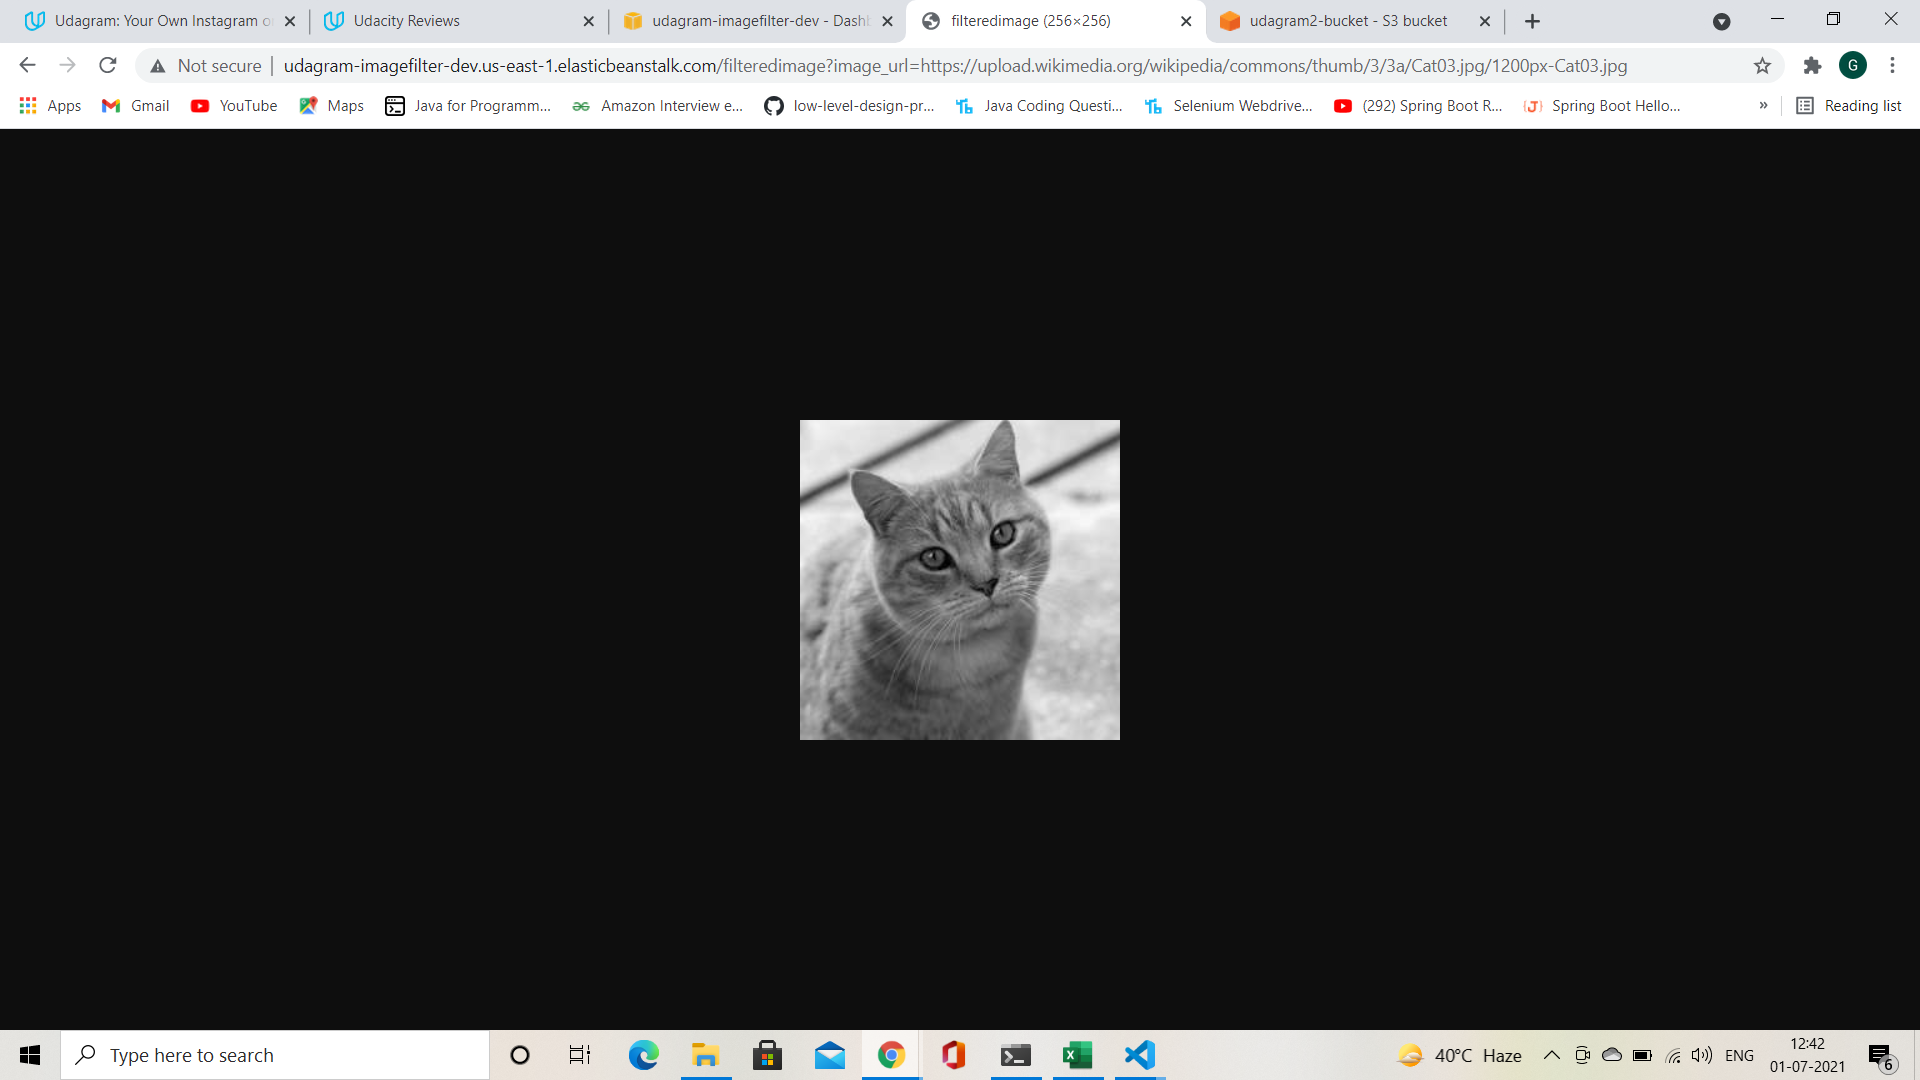 Udagram: Your Own Instagram o
Udacity Reviews
udagram-imagefilter-dev - Dashb
filteredimage (256×256)
udagram2-bucket - S3 bucket
Not secure
udagram-imagefilter-dev.us-east-1.elasticbeanstalk.com/filteredimage?image_url=https://upload.wikimedia.org/wikipedia/commons/thumb/3/3a/Cat03.jpg/1200px-Cat03.jpg
G
Apps
Gmail
YouTube
Maps
Java for Programm...
Amazon Interview e...
low-level-design-pr...
Java Coding Questi...
Selenium Webdrive...
(292) Spring Boot R...
Spring Boot Hello...
»
Reading list
Type here to search
40°C Haze
ENG
12:42
01-07-2021
6